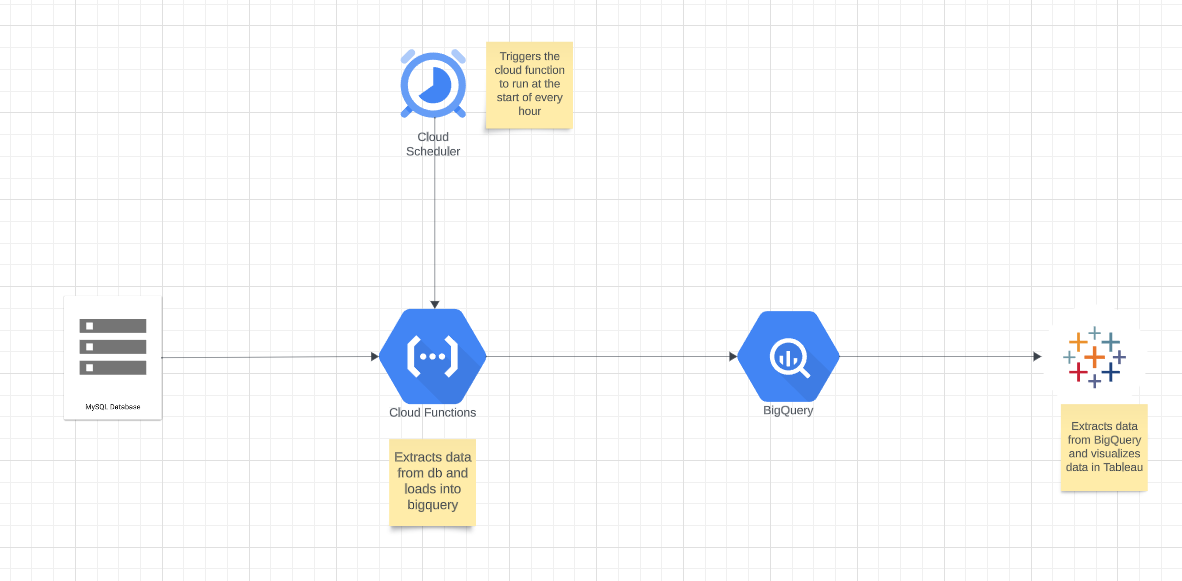 Triggers the
cloud function
to run at the
start of every
hour
Cloud
Scheduler
MySQL Database
Cloud Functions
BigQuery
Extracts data
from db and
loads into
bigquery
Extracts data
from BigQuery
and visualizes
data in Tableau